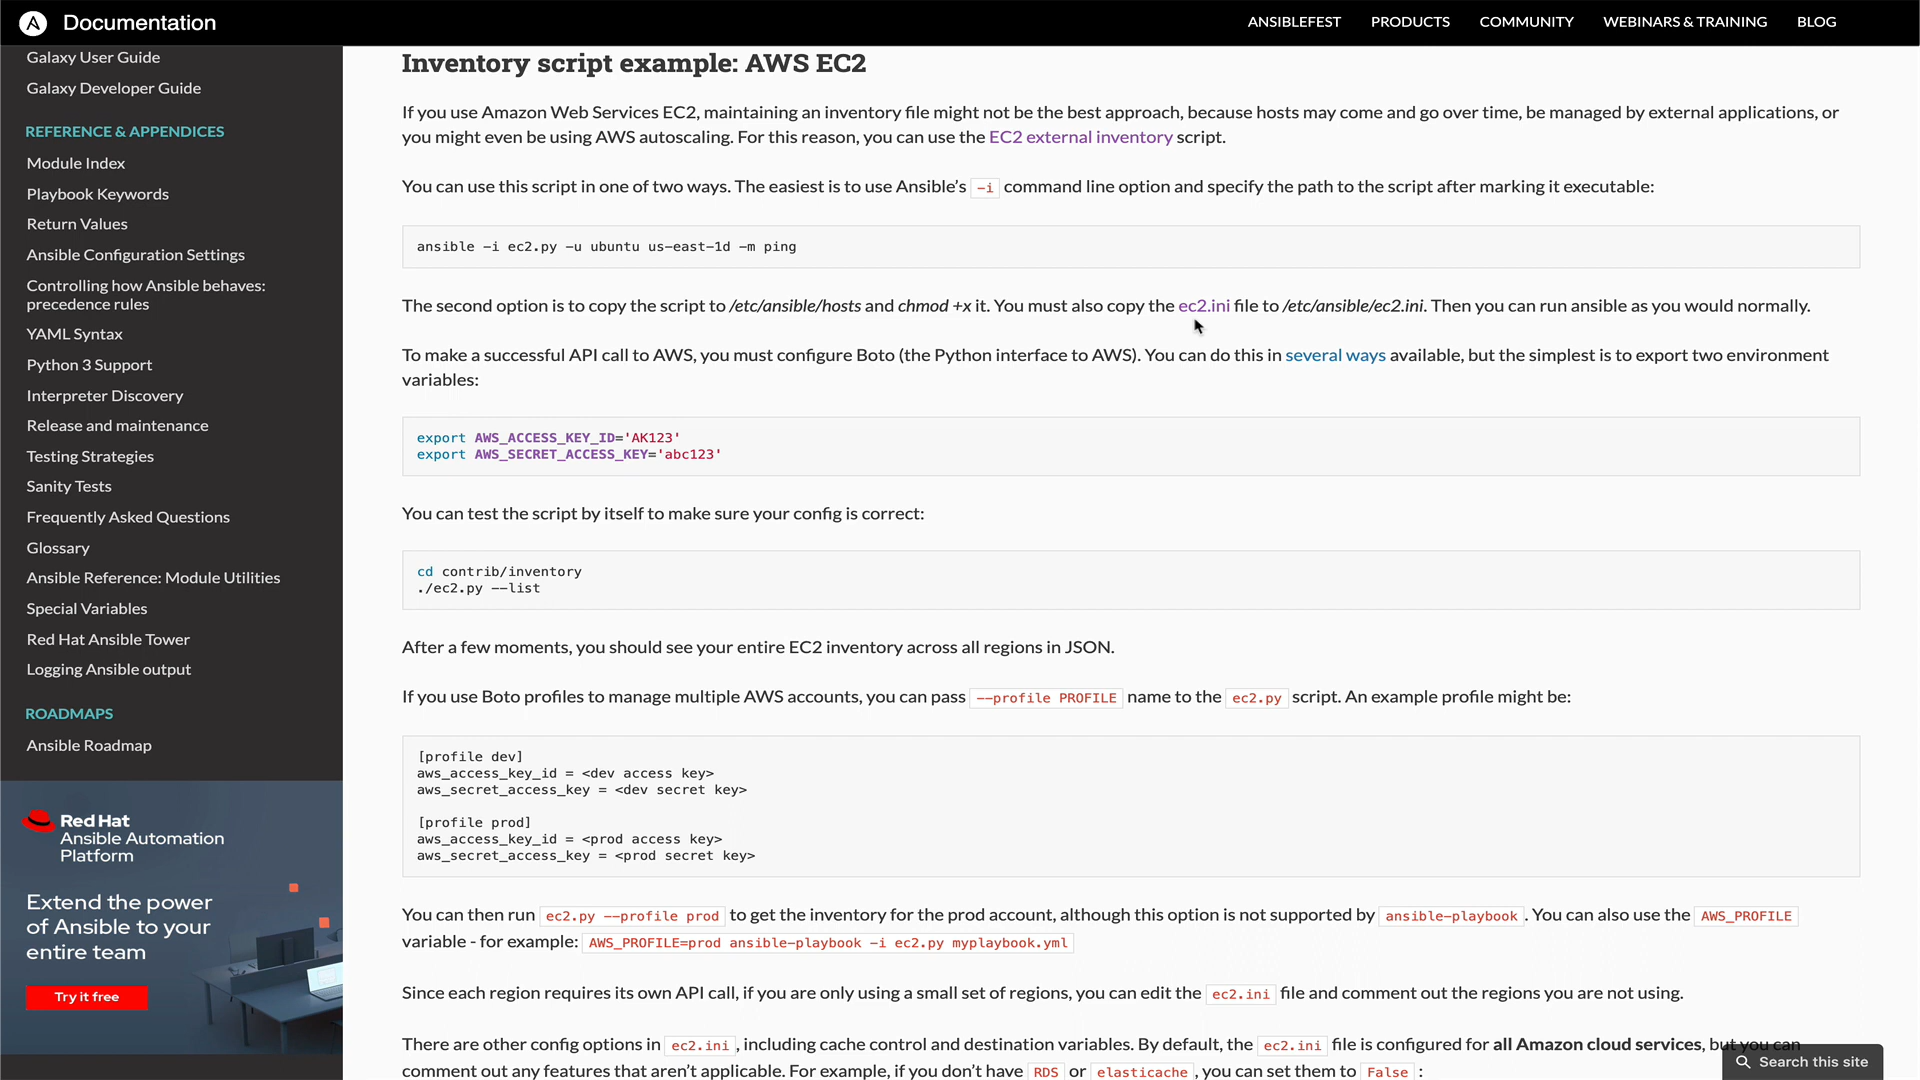 Documentation
ANSIBLEFEST PRODUCTS COMMUNITY WEBINARS & TRAINING BLOG
Galaxy User Guide
Galaxy Developer Guide
REFERENCE & APPENDICES
Module Index
Playbook Keywords
Return Values
Ansible Configuration Settings
Controlling how Ansible behaves:
precedence rules
YAML Syntax
Python 3 Support
Interpreter Discovery
Release and maintenance
Testing Strategies
Sanity Tests
Frequently Asked Questions
Glossary
Ansible Reference: Module Utilities
Special Variables
Red Hat Ansible Tower
Logging Ansible output
ROADMAPS
Ansible Roadmap
Red Hat
Ansible Automation
Platform
Extend the power
of Ansible to your
entire team
Try it free
Inventory script example: AWS EC2
If you use Amazon Web Services EC2, maintaining an inventory file might not be the best approach, because hosts may come and go over time, be managed by external applications, or
you might even be using AWS autoscaling. For this reason, you can use the EC2 external inventory script.
You can use this script in one of two ways. The easiest is to use Ansible’s -i command line option and specify the path to the script after marking it executable:
ansible -i ec2.py -u ubuntu us-east-1d -m ping
The second option is to copy the script to /etc/ansible/hosts and chmod +x it. You must also copy the ec2.ini file to /etc/ansible/ec2.ini. Then you can run ansible as you would normally.
To make a successful API call to AWS, you must configure Boto (the Python interface to AWS). You can do this in several ways available, but the simplest is to export two environment
variables:
export AWS_ACCESS_KEY_ID='AK123'
export AWS_SECRET_ACCESS_KEY='abc123'
You can test the script by itself to make sure your config is correct:
cd contrib/inventory
./ec2.py --list
After a few moments, you should see your entire EC2 inventory across all regions in JSON.
If you use Boto profiles to manage multiple AWS accounts, you can pass --profile PROFILE name to the ec2.py script. An example profile might be:
[profile dev]
aws_access_key_id = <dev access key>
aws_secret_access_key = <dev secret key>
[profile prod]
aws_access_key_id = <prod access key>
aws_secret_access_key = <prod secret key>
You can then run ec2.py --profile prod to get the inventory for the prod account, although this option is not supported by ansible-playbook . You can also use the AWS_PROFILE
variable - for example: AWS_PROFILE=prod ansible-playbook -i ec2.py myplaybook.yml
Since each region requires its own API call, if you are only using a small set of regions, you can edit the ec2.ini file and comment out the regions you are not using.
There are other config options in ec2.ini , including cache control and destination variables. By default, the ec2.ini file is configured for all Amazon cloud services, but you can
comment out any features that aren’t applicable. For example, if you don’t have RDS or elasticache , you can set them to False :
Search this site